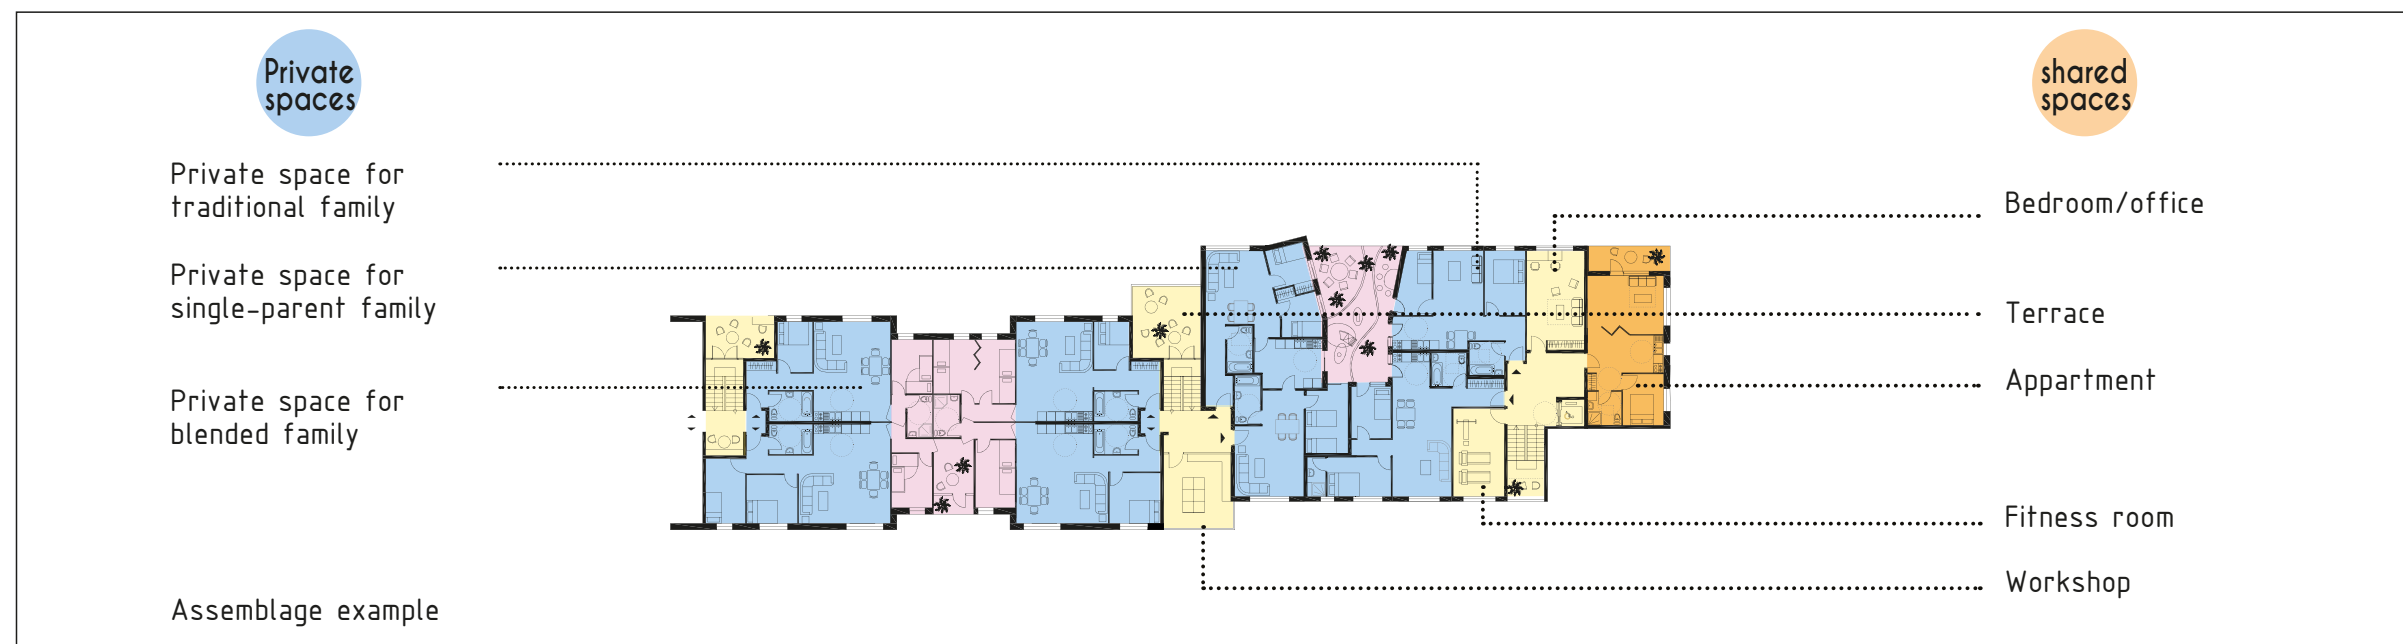 Private
spaces
Private space for
traditional family
Private space for
single-parent family
Private space for
blended family
Assemblage example
shared
spaces
Bedroom/office
Terrace
Appartment
Fitness room
Workshop